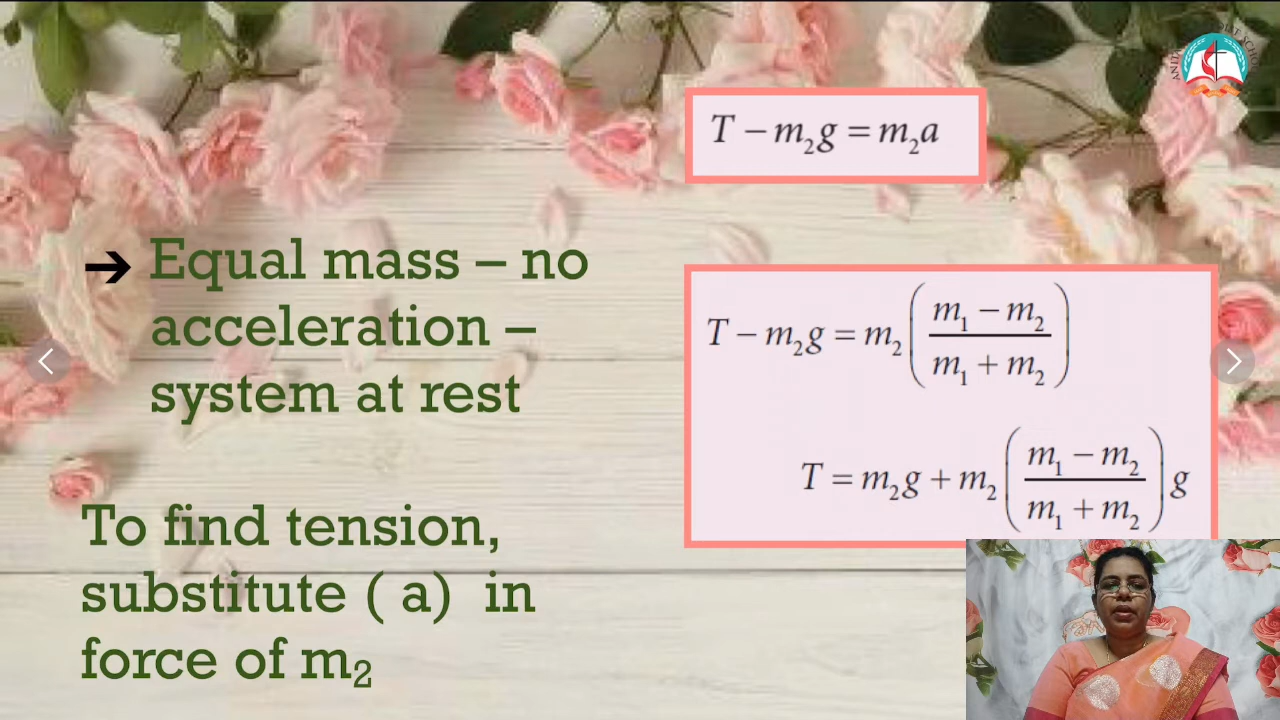 ➔ Equal mass – no
acceleration –
system at rest
To find tension,
substitute ( a) in
force of m₂
T − m₂g = m₂a
T − m₂g = m₂((m₁ − m₂)/(m₁ + m₂))
T = m₂g + m₂((m₁ − m₂)/(m₁ + m₂))g